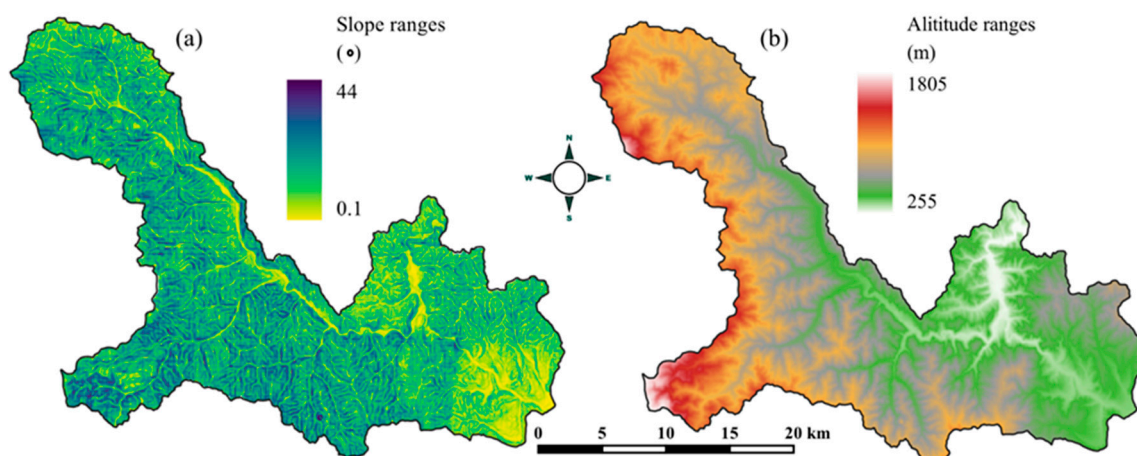 (a)
Slope ranges
(°)
44
0.1
N
W E
S
(b)
Alititude ranges
(m)
1805
255
0 5 10 15 20 km